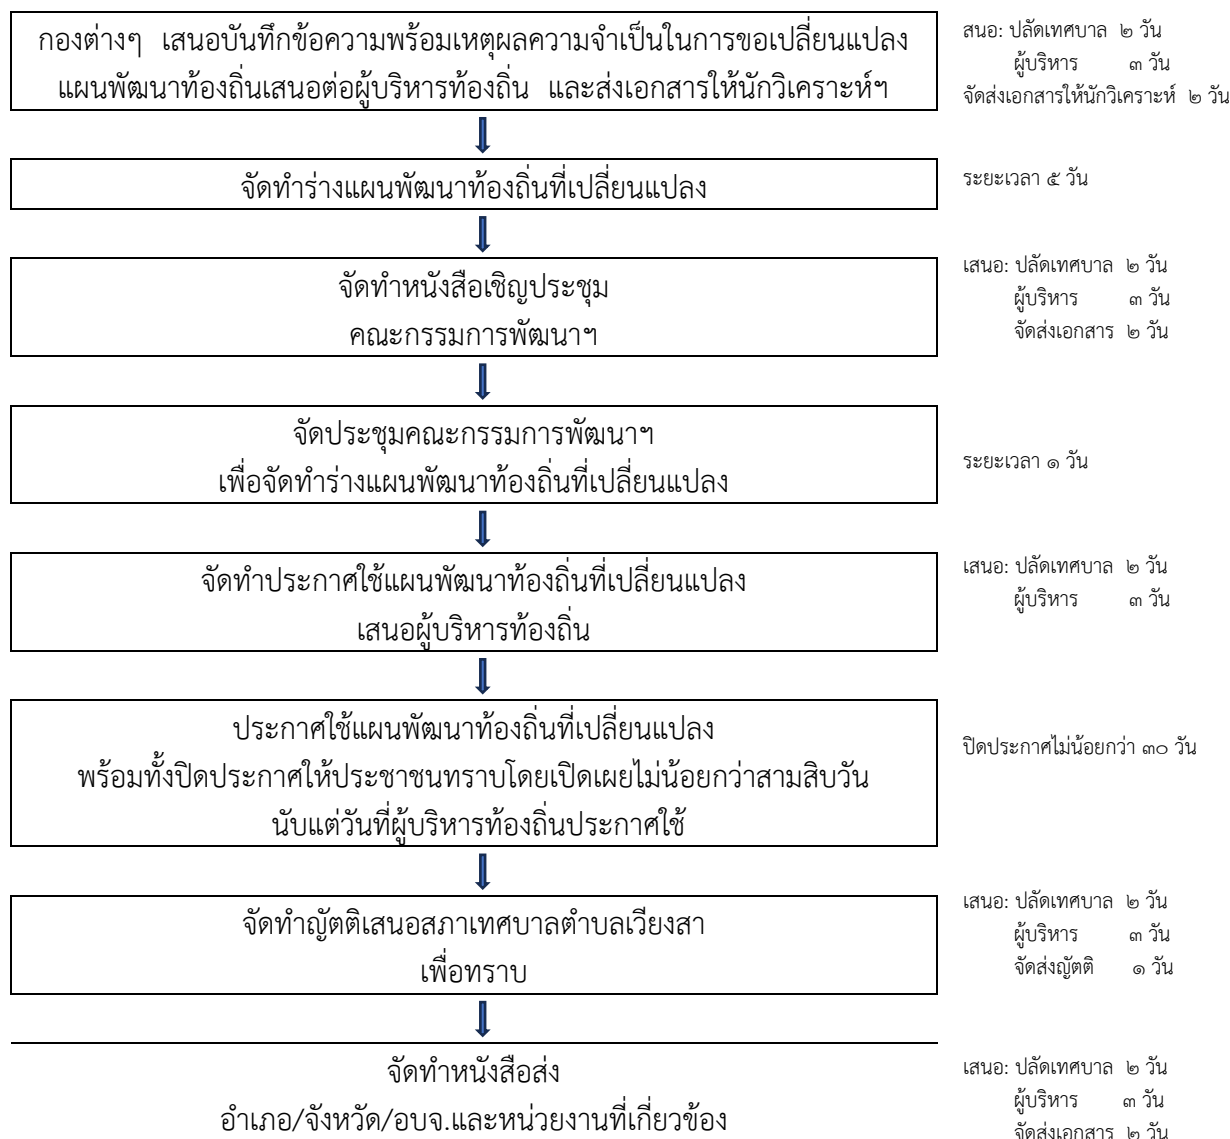 กองต่างๆ เสนอบันทึกข้อความพร้อมเหตุผลความจำเป็นในการขอเปลี่ยนแปลง
แผนพัฒนาท้องถิ่นเสนอต่อผู้บริหารท้องถิ่น และส่งเอกสารให้นักวิเคราะห์ฯ
สนอ: ปลัดเทศบาล ๒ วัน
ผู้บริหาร ๓ วัน
จัดส่งเอกสารให้นักวิเคราะห์ ๒ วัน
จัดทำร่างแผนพัฒนาท้องถิ่นที่เปลี่ยนแปลง
ระยะเวลา ๕ วัน
จัดทำหนังสือเชิญประชุม
คณะกรรมการพัฒนาฯ
เสนอ: ปลัดเทศบาล ๒ วัน
ผู้บริหาร ๓ วัน
จัดส่งเอกสาร ๒ วัน
จัดประชุมคณะกรรมการพัฒนาฯ
เพื่อจัดทำร่างแผนพัฒนาท้องถิ่นที่เปลี่ยนแปลง
ระยะเวลา ๑ วัน
จัดทำประกาศใช้แผนพัฒนาท้องถิ่นที่เปลี่ยนแปลง
เสนอผู้บริหารท้องถิ่น
เสนอ: ปลัดเทศบาล ๒ วัน
ผู้บริหาร ๓ วัน
ประกาศใช้แผนพัฒนาท้องถิ่นที่เปลี่ยนแปลง
พร้อมทั้งปิดประกาศให้ประชาชนทราบโดยเปิดเผยไม่น้อยกว่าสามสิบวัน
นับแต่วันที่ผู้บริหารท้องถิ่นประกาศใช้
ปิดประกาศไม่น้อยกว่า ๓๐ วัน
จัดทำญัตติเสนอสภาเทศบาลตำบลเวียงสา
เพื่อทราบ
เสนอ: ปลัดเทศบาล ๒ วัน
ผู้บริหาร ๓ วัน
จัดส่งญัตติ ๑ วัน
จัดทำหนังสือส่ง
อำเภอ/จังหวัด/อบจ.และหน่วยงานที่เกี่ยวข้อง
เสนอ: ปลัดเทศบาล ๒ วัน
ผู้บริหาร ๓ วัน
จัดส่งเอกสาร ๒ วัน